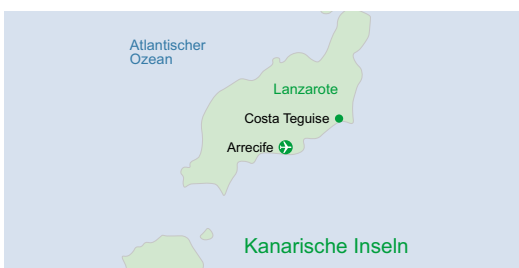 Atlantischer
Ozean
Lanzarote
Costa Teguise
Arrecife
Kanarische Inseln